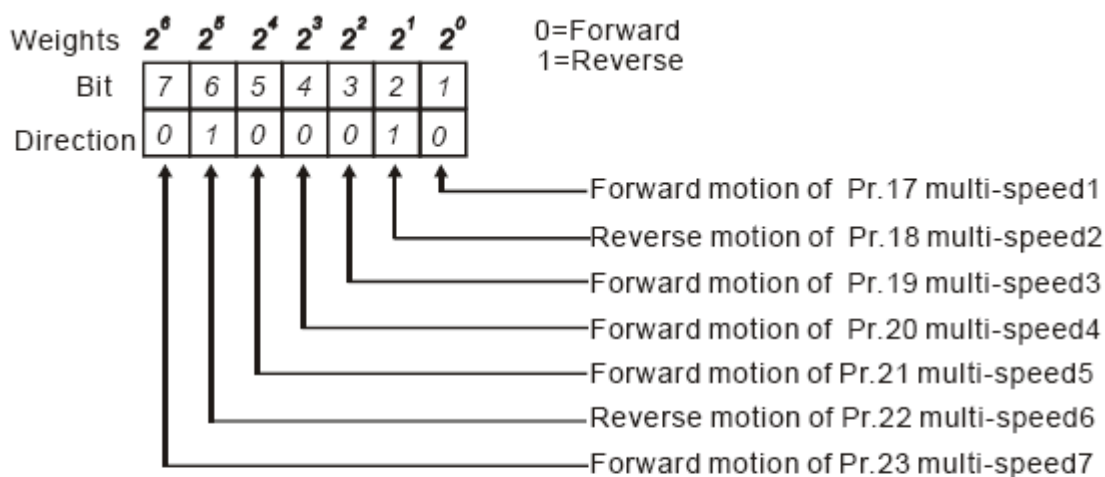 Weights 2⁶ 2⁵ 2⁴ 2³ 2² 2¹ 2⁰ 0=Forward
1=Reverse
Bit 7 6 5 4 3 2 1
Direction 0 1 0 0 0 1 0
Forward motion of Pr.17 multi-speed1
Reverse motion of Pr.18 multi-speed2
Forward motion of Pr.19 multi-speed3
Forward motion of Pr.20 multi-speed4
Forward motion of Pr.21 multi-speed5
Reverse motion of Pr.22 multi-speed6
Forward motion of Pr.23 multi-speed7